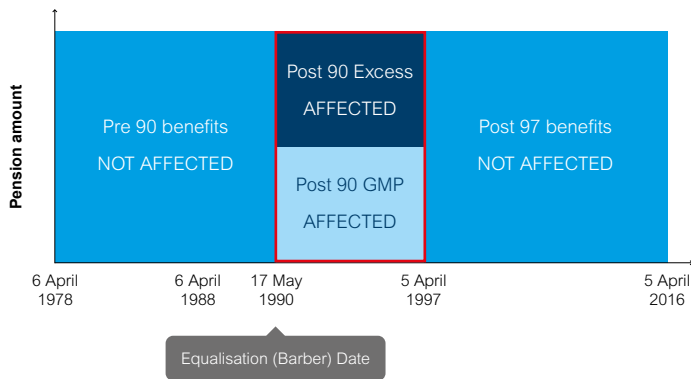 Pension amount
Pre 90 benefits
NOT AFFECTED
Post 90 Excess
AFFECTED
Post 90 GMP
AFFECTED
Post 97 benefits
NOT AFFECTED
6 April
1978
6 April
1988
17 May
1990
5 April
1997
5 April
2016
Equalisation (Barber) Date